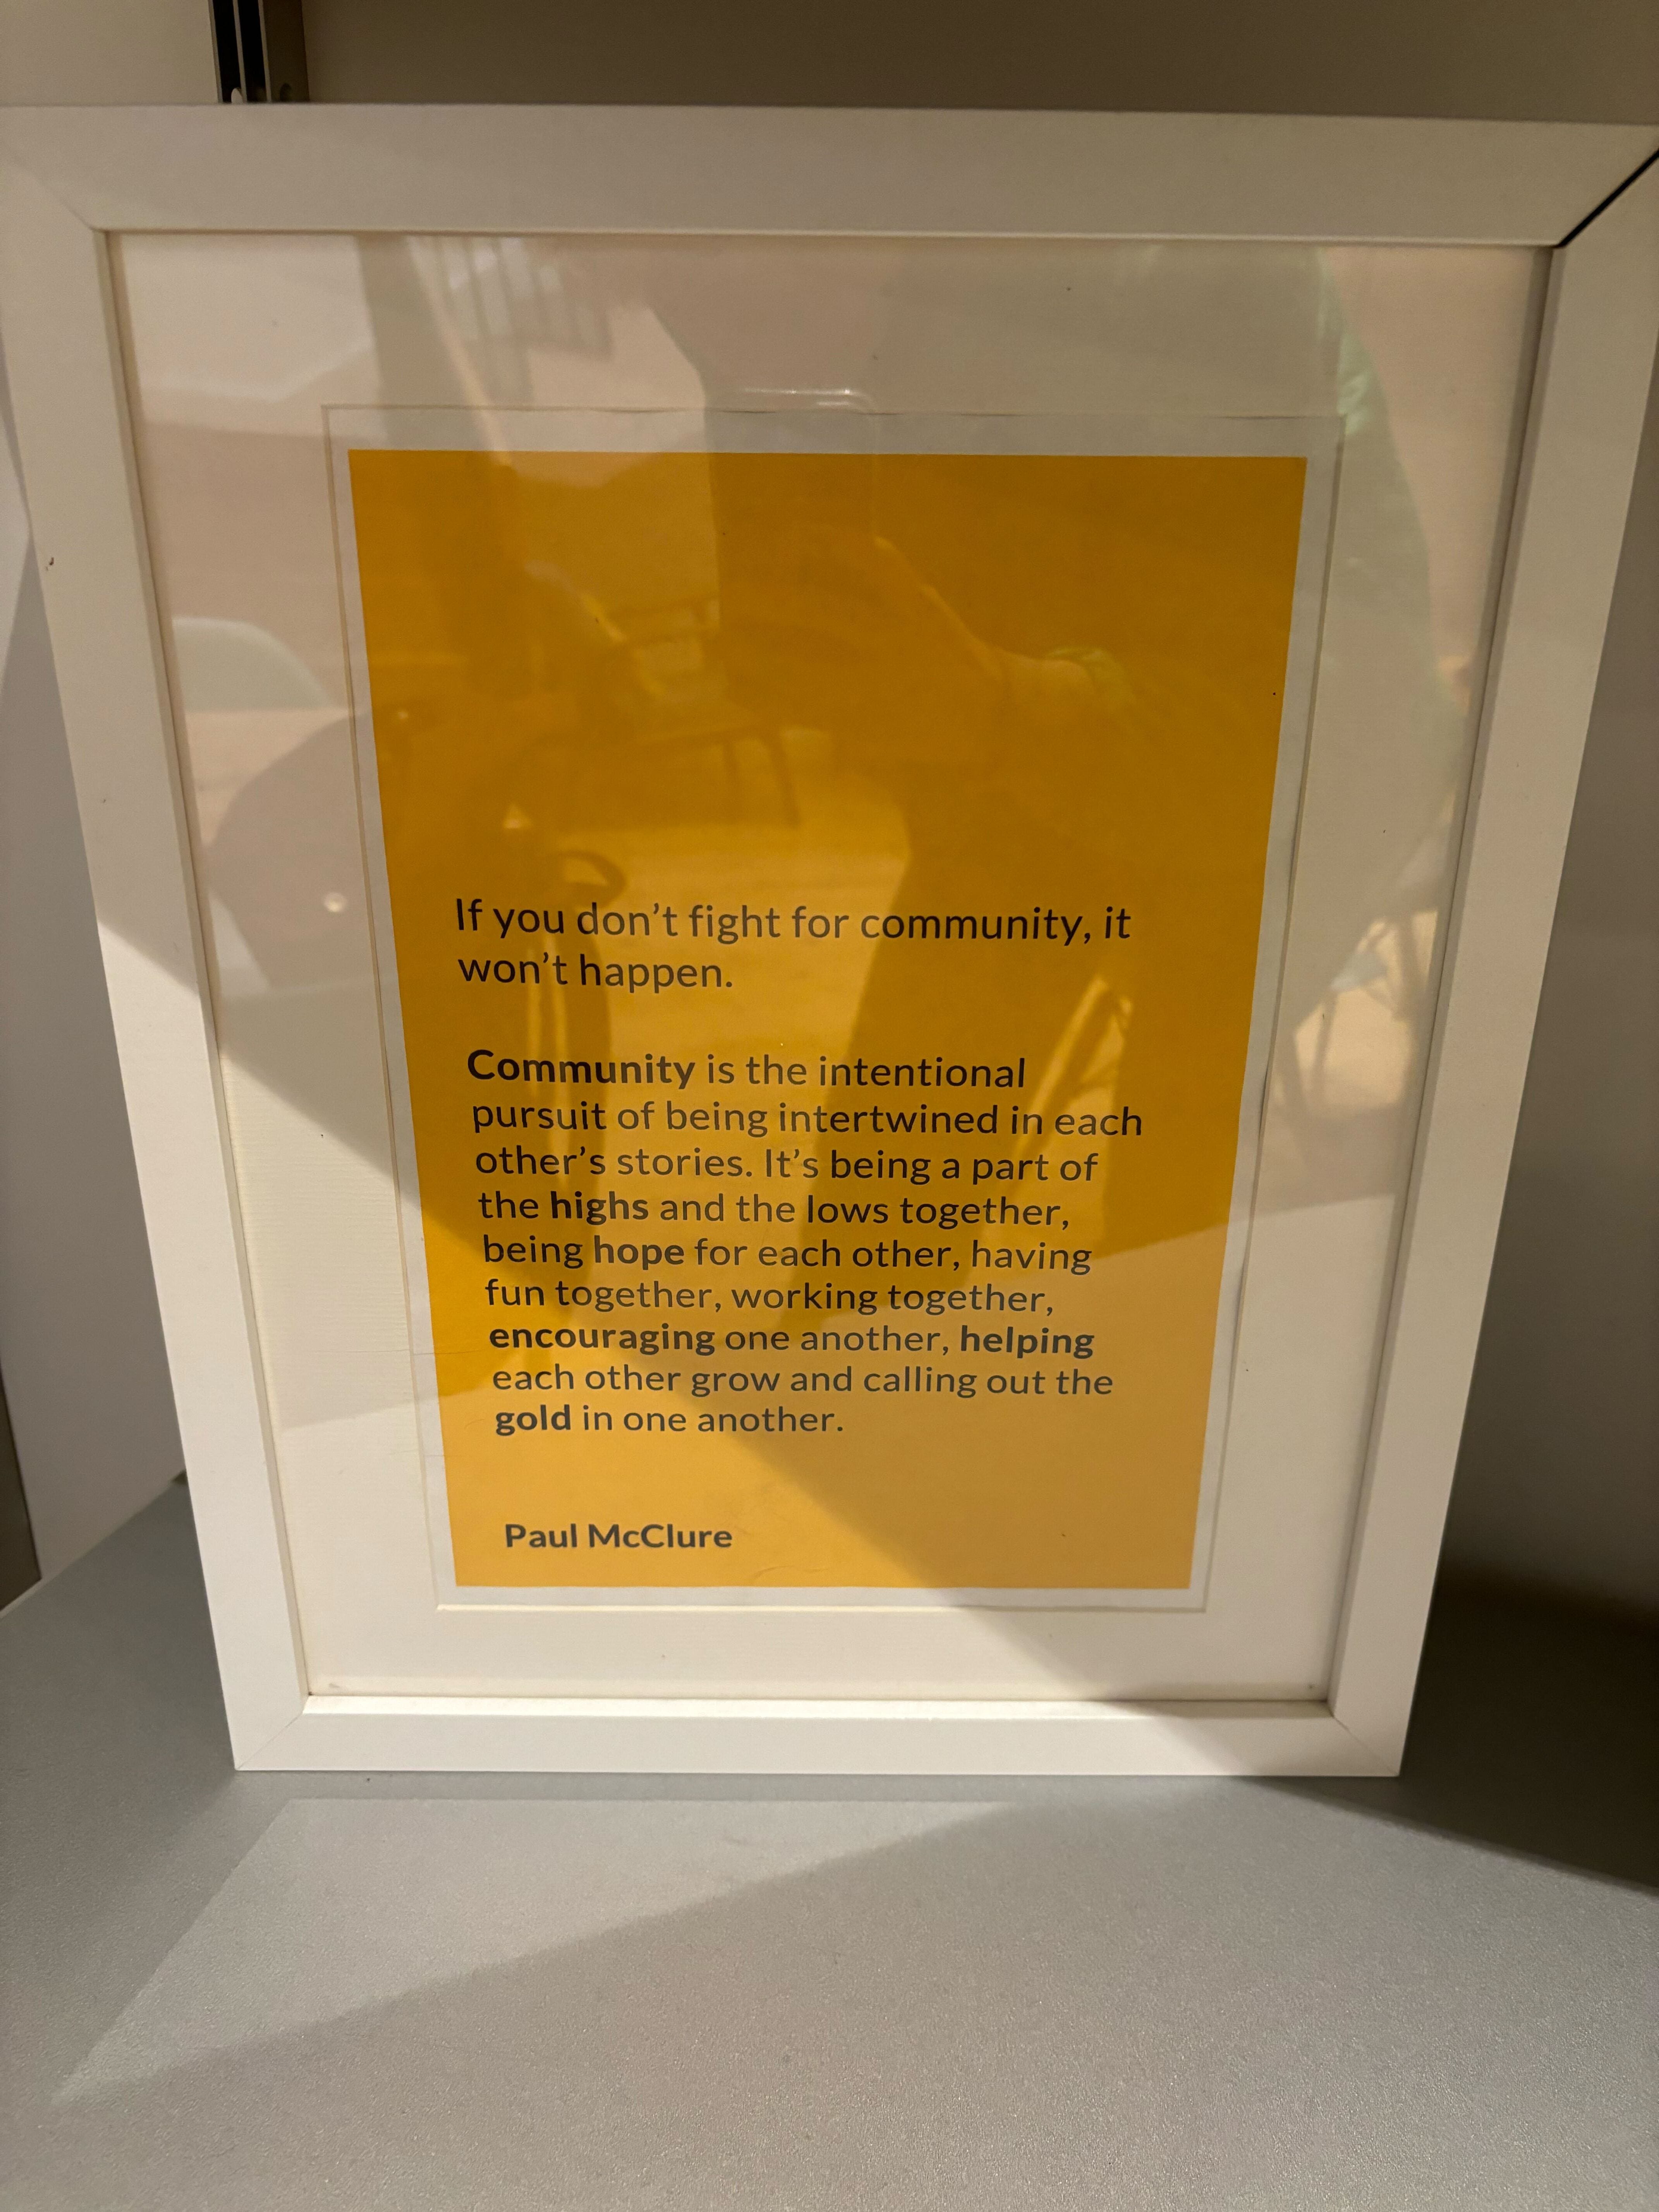 If you don't fight for community, it
won't happen.
Community is the intentional
pursuit of being intertwined in each
other's stories. It's being a part of
the highs and the lows together,
being hope for each other, having
fun together, working together,
encouraging one another, helping
each other grow and calling out the
gold in one another.
Paul McClure